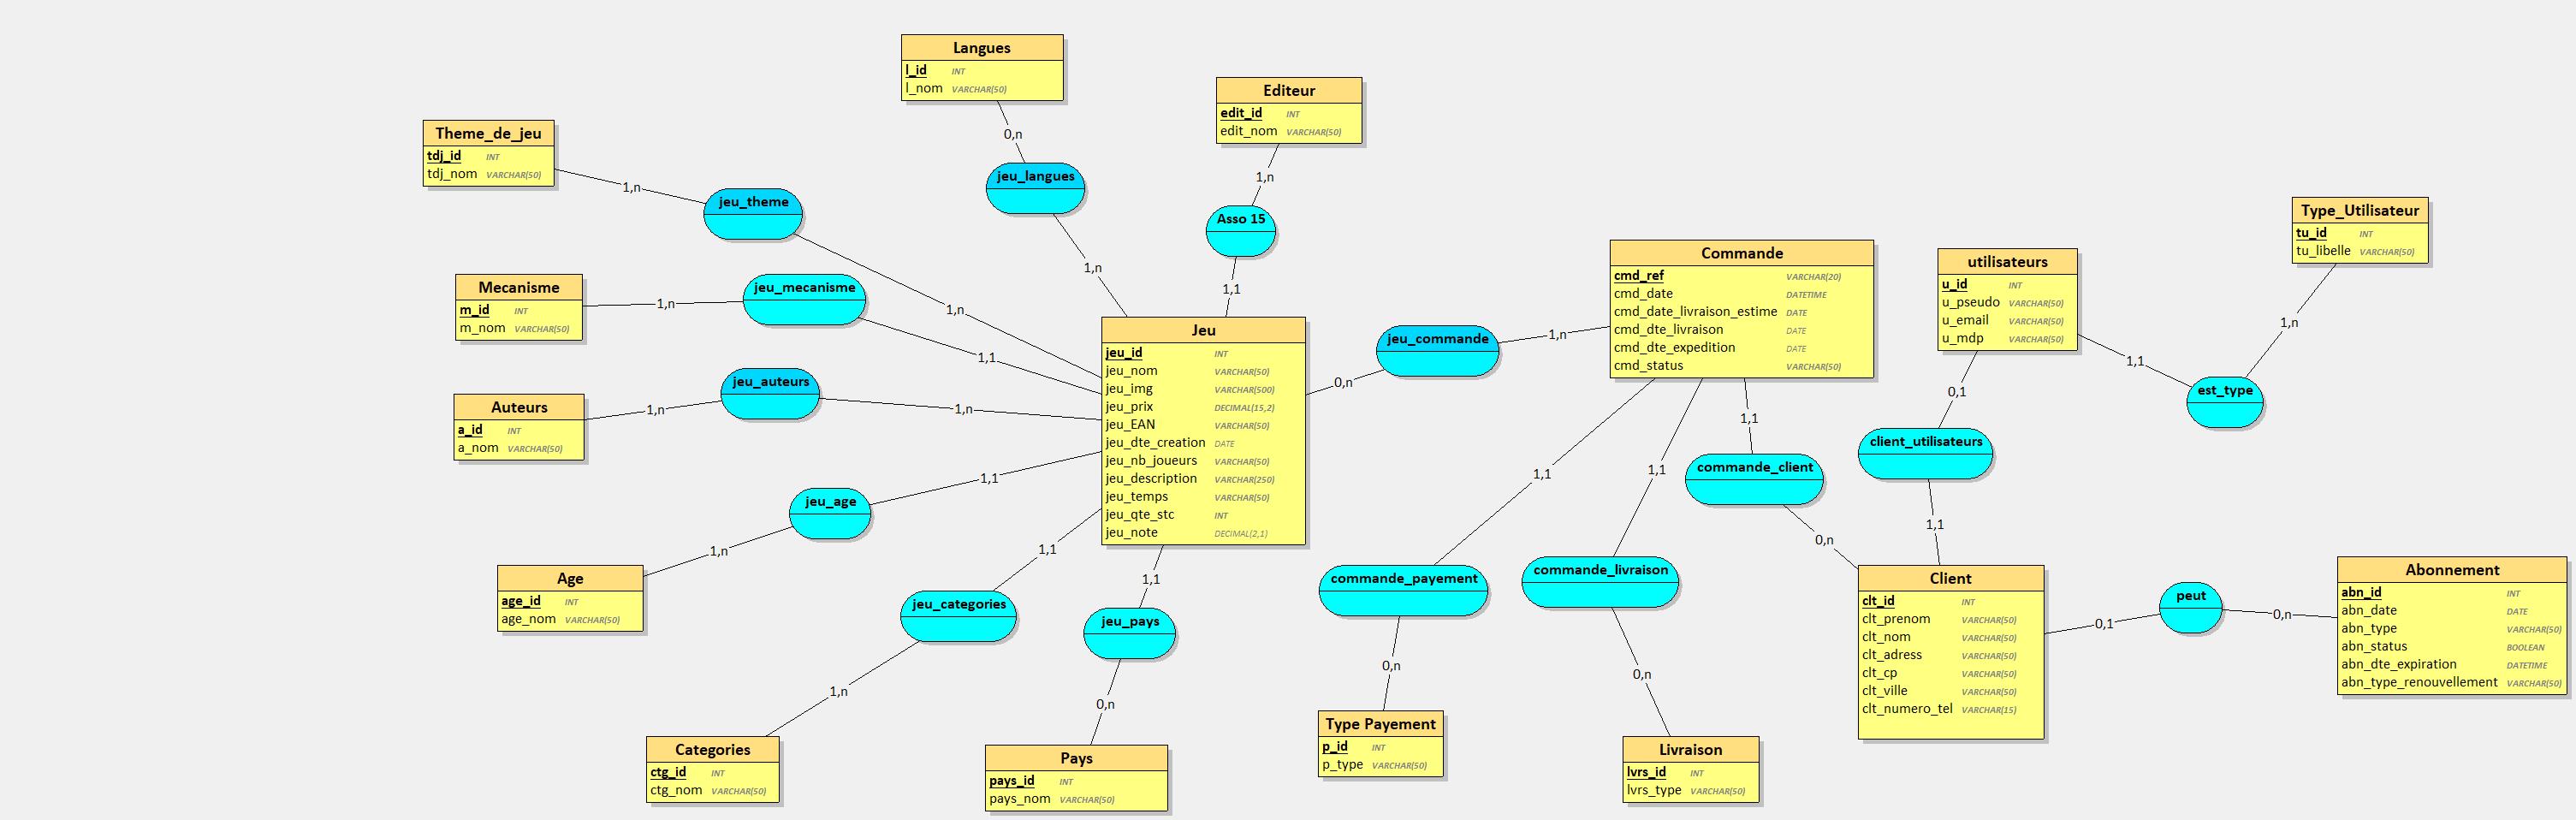 Langues
l_id INT
l_nom VARCHAR(50)
0,n
jeu_langues
1,n
Editeur
edit_id INT
edit_nom VARCHAR(50)
1,n
Asso 15
1,1
Theme_de_jeu
tdj_id INT
tdj_nom VARCHAR(50)
1,n
jeu_theme
1,n
Mecanisme
m_id INT
m_nom VARCHAR(50)
1,n
jeu_mecanisme
1,1
Auteurs
a_id INT
a_nom VARCHAR(50)
1,n
jeu_auteurs
1,n
Age
age_id INT
age_nom VARCHAR(50)
1,n
jeu_age
1,1
Categories
ctg_id INT
ctg_nom VARCHAR(50)
1,n
jeu_categories
1,1
Pays
pays_id INT
pays_nom VARCHAR(50)
0,n
jeu_pays
1,1
Jeu
jeu_id INT
jeu_nom VARCHAR(50)
jeu_img VARCHAR(500)
jeu_prix DECIMAL(15,2)
jeu_EAN VARCHAR(50)
jeu_dte_creation DATE
jeu_nb_joueurs VARCHAR(50)
jeu_description VARCHAR(250)
jeu_temps VARCHAR(50)
jeu_qte_stc INT
jeu_note DECIMAL(2,1)
0,n
jeu_commande
1,n
Commande
cmd_ref VARCHAR(20)
cmd_date DATETIME
cmd_date_livraison_estime DATE
cmd_dte_livraison DATE
cmd_dte_expedition DATE
cmd_status VARCHAR(50)
1,1
commande_payement
0,n
Type Payement
p_id INT
p_type VARCHAR(50)
1,1
commande_livraison
0,n
Livraison
lvrs_id INT
lvrs_type VARCHAR(50)
1,1
commande_client
0,n
utilisateurs
u_id INT
u_pseudo VARCHAR(50)
u_email VARCHAR(50)
u_mdp VARCHAR(50)
0,1
client_utilisateurs
1,1
Type_Utilisateur
tu_id INT
tu_libelle VARCHAR(50)
1,n
est_type
1,1
Client
clt_id INT
clt_prenom VARCHAR(50)
clt_nom VARCHAR(50)
clt_adress VARCHAR(50)
clt_cp VARCHAR(50)
clt_ville VARCHAR(50)
clt_numero_tel VARCHAR(15)
0,1
peut
0,n
Abonnement
abn_id INT
abn_date DATE
abn_type VARCHAR(50)
abn_status BOOLEAN
abn_dte_expiration DATETIME
abn_type_renouvellement VARCHAR(50)